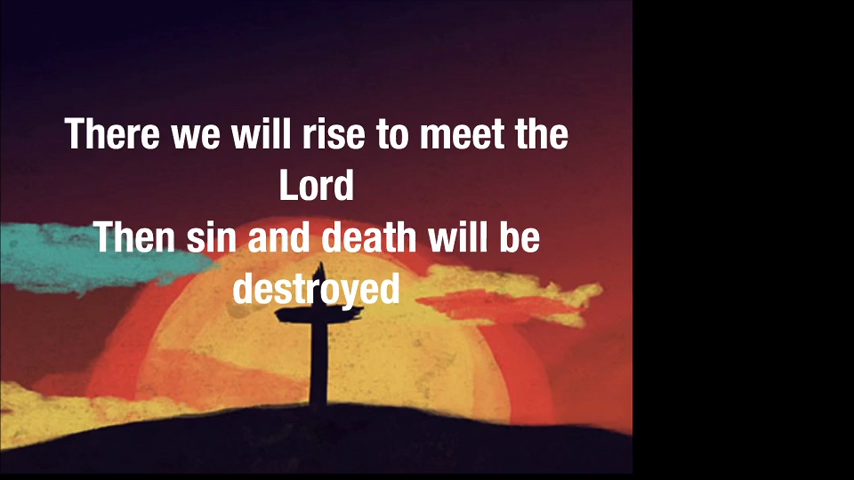 There we will rise to meet the
Lord
Then sin and death will be
destroyed